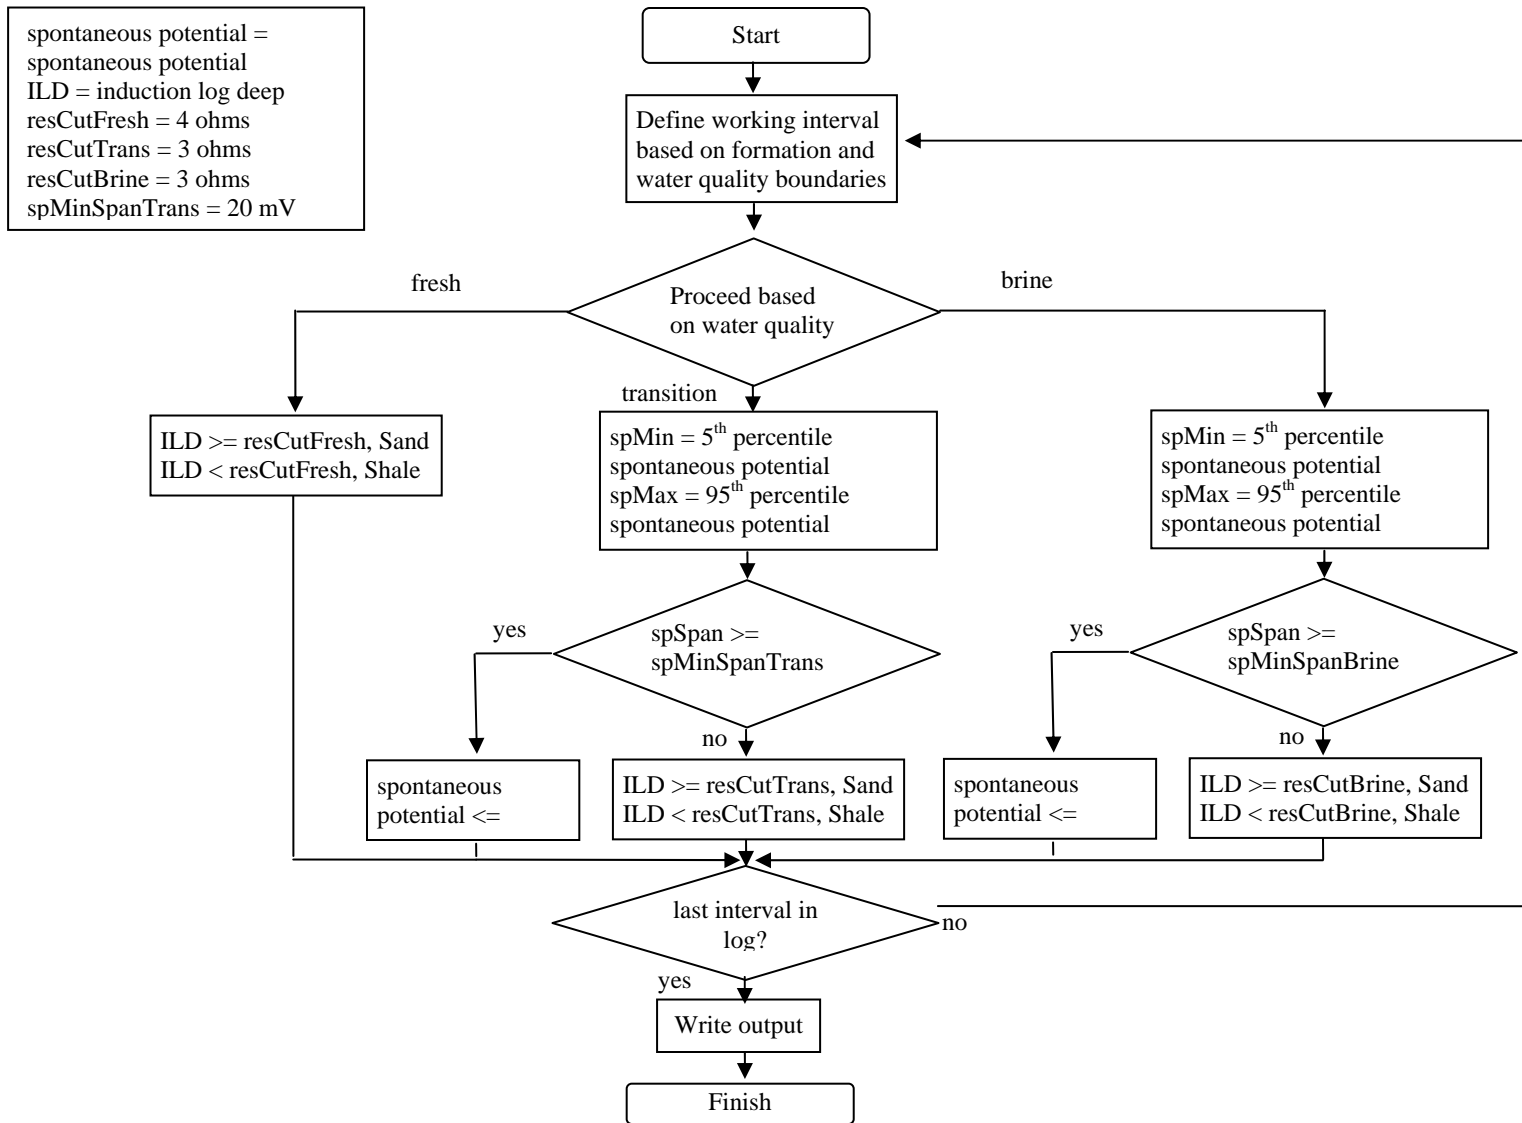 spontaneous potential =
spontaneous potential
ILD = induction log deep
resCutFresh = 4 ohms
resCutTrans = 3 ohms
resCutBrine = 3 ohms
spMinSpanTrans = 20 mV
Start
Define working interval
based on formation and
water quality boundaries
Proceed based
on water quality
fresh
brine
transition
ILD >= resCutFresh, Sand
ILD < resCutFresh, Shale
spMin = 5th percentile
spontaneous potential
spMax = 95th percentile
spontaneous potential
spMin = 5th percentile
spontaneous potential
spMax = 95th percentile
spontaneous potential
yes
spSpan >=
spMinSpanTrans
no
yes
spSpan >=
spMinSpanBrine
no
spontaneous
potential <=
ILD >= resCutTrans, Sand
ILD < resCutTrans, Shale
spontaneous
potential <=
ILD >= resCutBrine, Sand
ILD < resCutBrine, Shale
last interval in
log?
no
yes
Write output
Finish